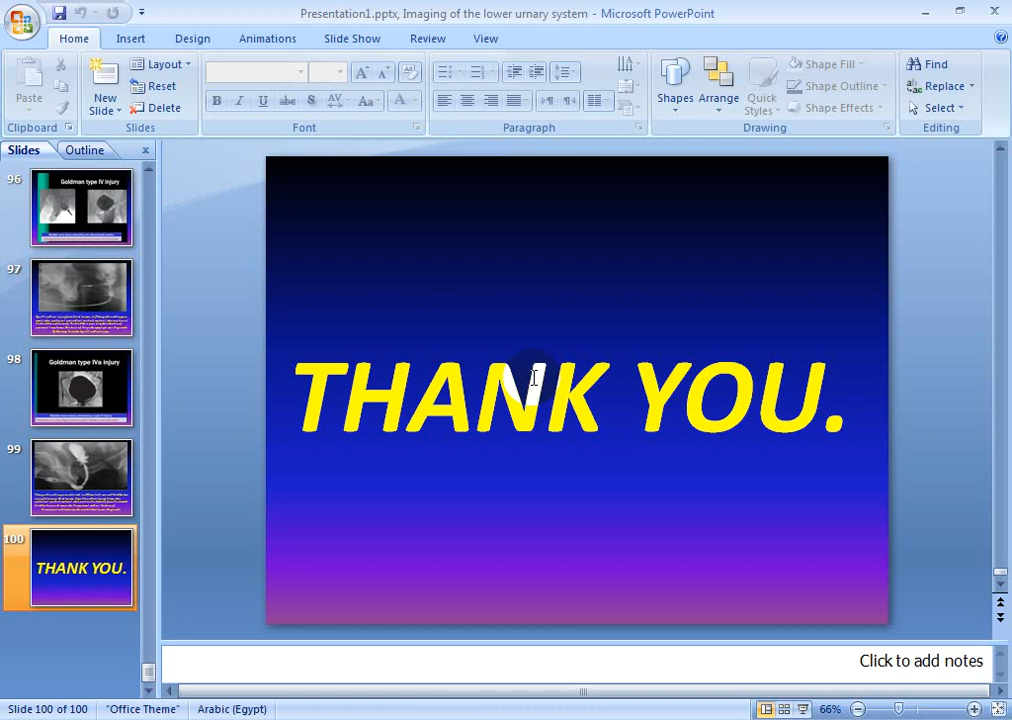 Presentation1.pptx, Imaging of the lower urnary system - Microsoft PowerPoint
Home Insert Design Animations Slide Show Review View
Paste
Clipboard
New Slide
Layout
Reset
Delete
Slides
B I U abc S AV Aa A
Font
Paragraph
Shapes
Arrange
Quick Styles
Shape Fill
Shape Outline
Shape Effects
Drawing
Find
Replace
Select
Editing
Slides Outline
96
Goldman type IV injury
97
98
Goldman type IVa injury
99
100
THANK YOU.
THANK YOU.
Click to add notes
Slide 100 of 100 "Office Theme" Arabic (Egypt) 66%